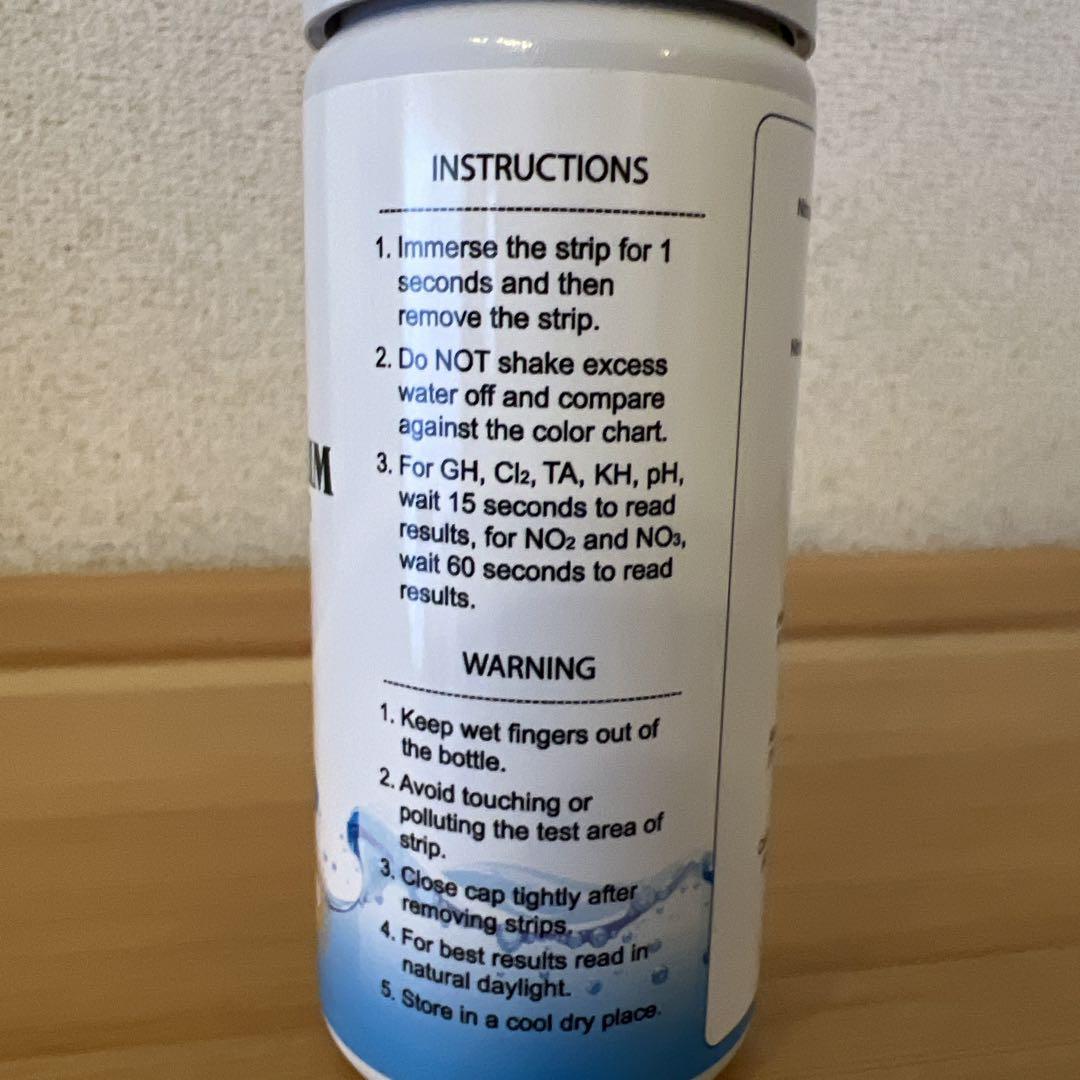 INSTRUCTIONS
1. Immerse the strip for 1
seconds and then
remove the strip.
2. Do NOT shake excess
water off and compare
against the color chart.
3. For GH, Cl₂, TA, KH, pH,
wait 15 seconds to read
results, for NO₂ and NO₃,
wait 60 seconds to read
results.
WARNING
1. Keep wet fingers out of
the bottle.
2. Avoid touching or
polluting the test area of
strip.
3. Close cap tightly after
removing strips.
4. For best results read in
natural daylight.
5. Store in a cool dry place.